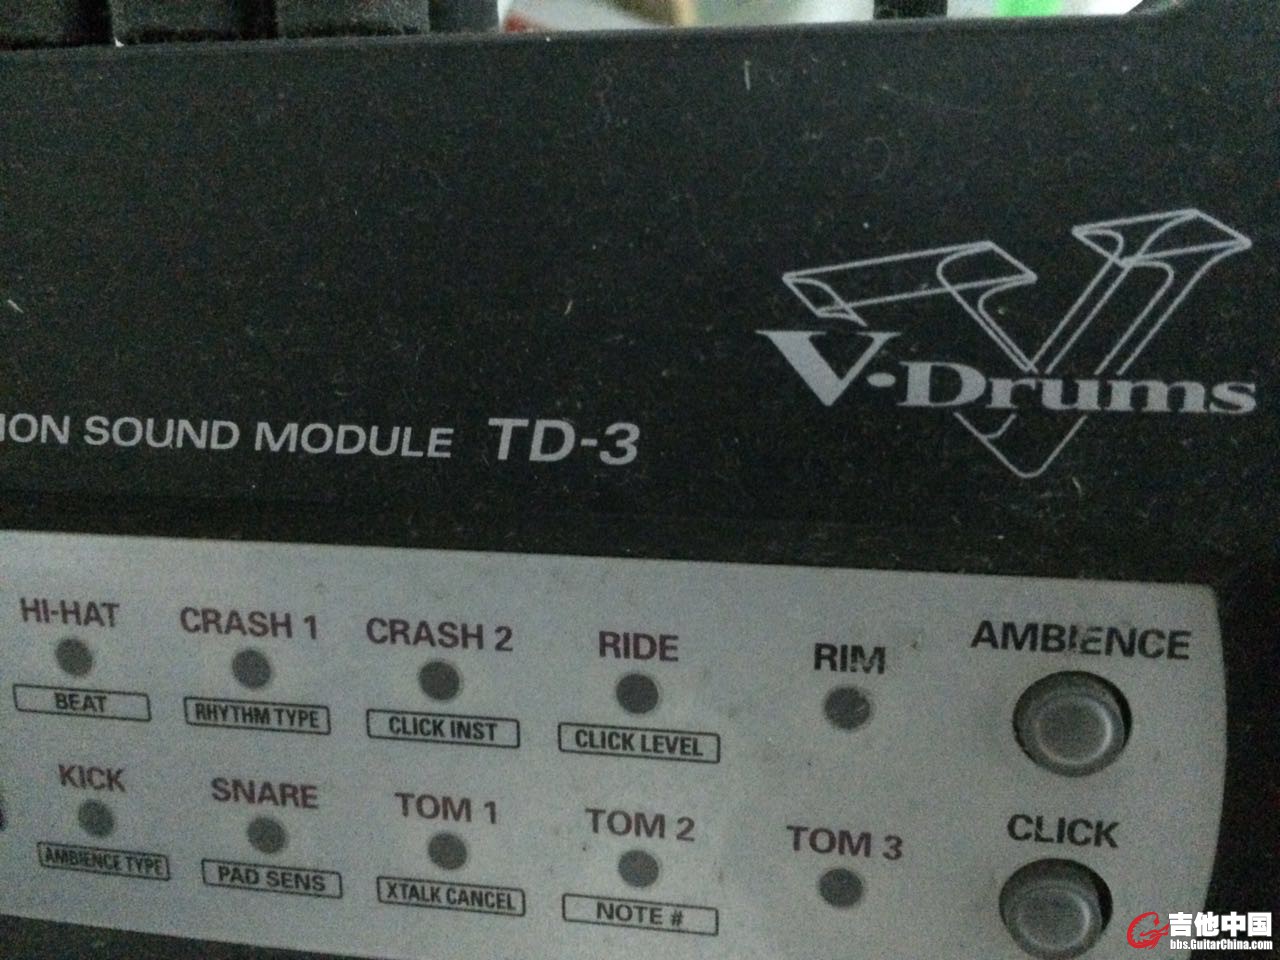 V-Drums
ION SOUND MODULE TD-3
HI-HAT CRASH 1 CRASH 2 RIDE RIM AMBIENCE
BEAT RHYTHM TYPE CLICK INST CLICK LEVEL
KICK SNARE TOM 1 TOM 2 TOM 3 CLICK
AMBIENCE TYPE PAD SENS XTALK CANCEL NOTE #
吉他中国
bbs.GuitarChina.com